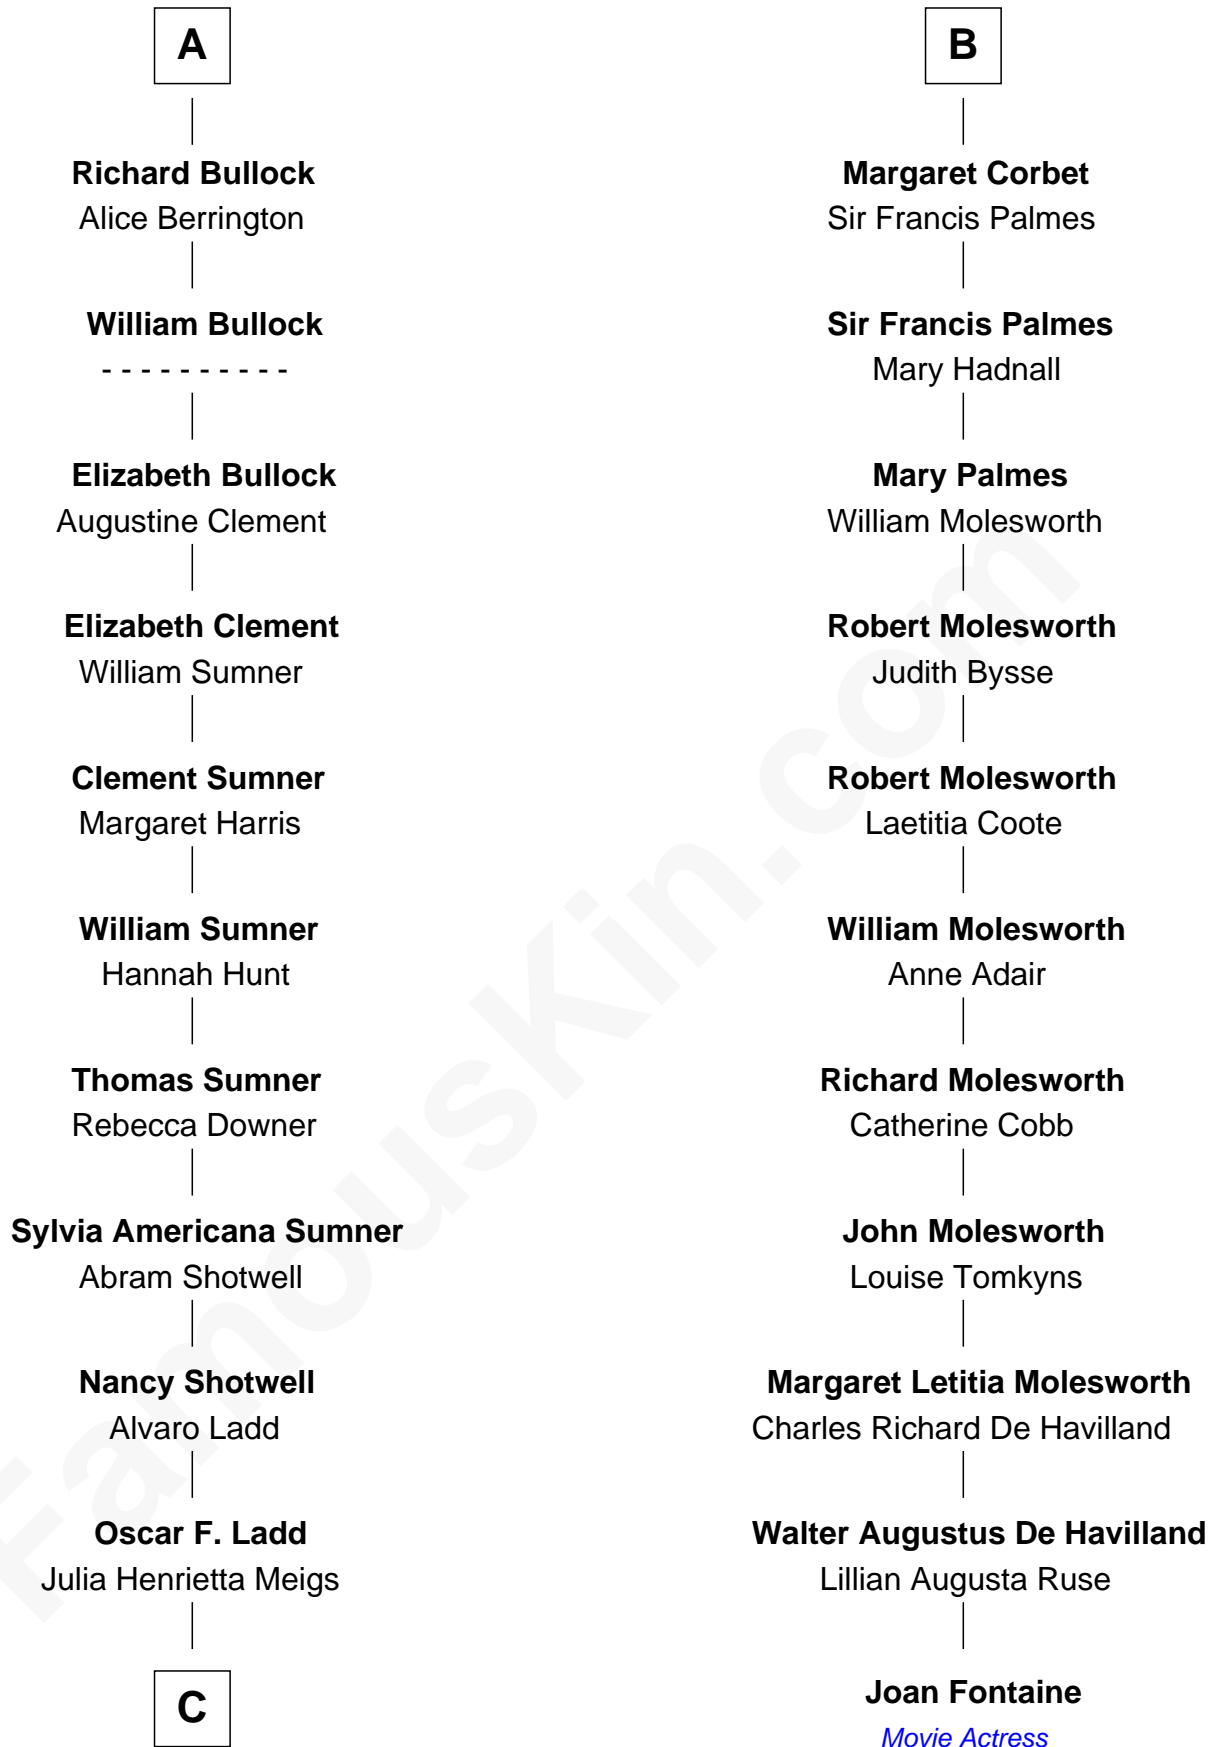 A
Richard Bullock
Alice Berrington
William Bullock
- - - - - - - - - -
Elizabeth Bullock
Augustine Clement
Elizabeth Clement
William Sumner
Clement Sumner
Margaret Harris
William Sumner
Hannah Hunt
Thomas Sumner
Rebecca Downer
Sylvia Americana Sumner
Abram Shotwell
Nancy Shotwell
Alvaro Ladd
Oscar F. Ladd
Julia Henrietta Meigs
C
B
Margaret Corbet
Sir Francis Palmes
Sir Francis Palmes
Mary Hadnall
Mary Palmes
William Molesworth
Robert Molesworth
Judith Bysse
Robert Molesworth
Laetitia Coote
William Molesworth
Anne Adair
Richard Molesworth
Catherine Cobb
John Molesworth
Louise Tomkyns
Margaret Letitia Molesworth
Charles Richard De Havilland
Walter Augustus De Havilland
Lillian Augusta Ruse
Joan Fontaine
Movie Actress
FamousKin.com